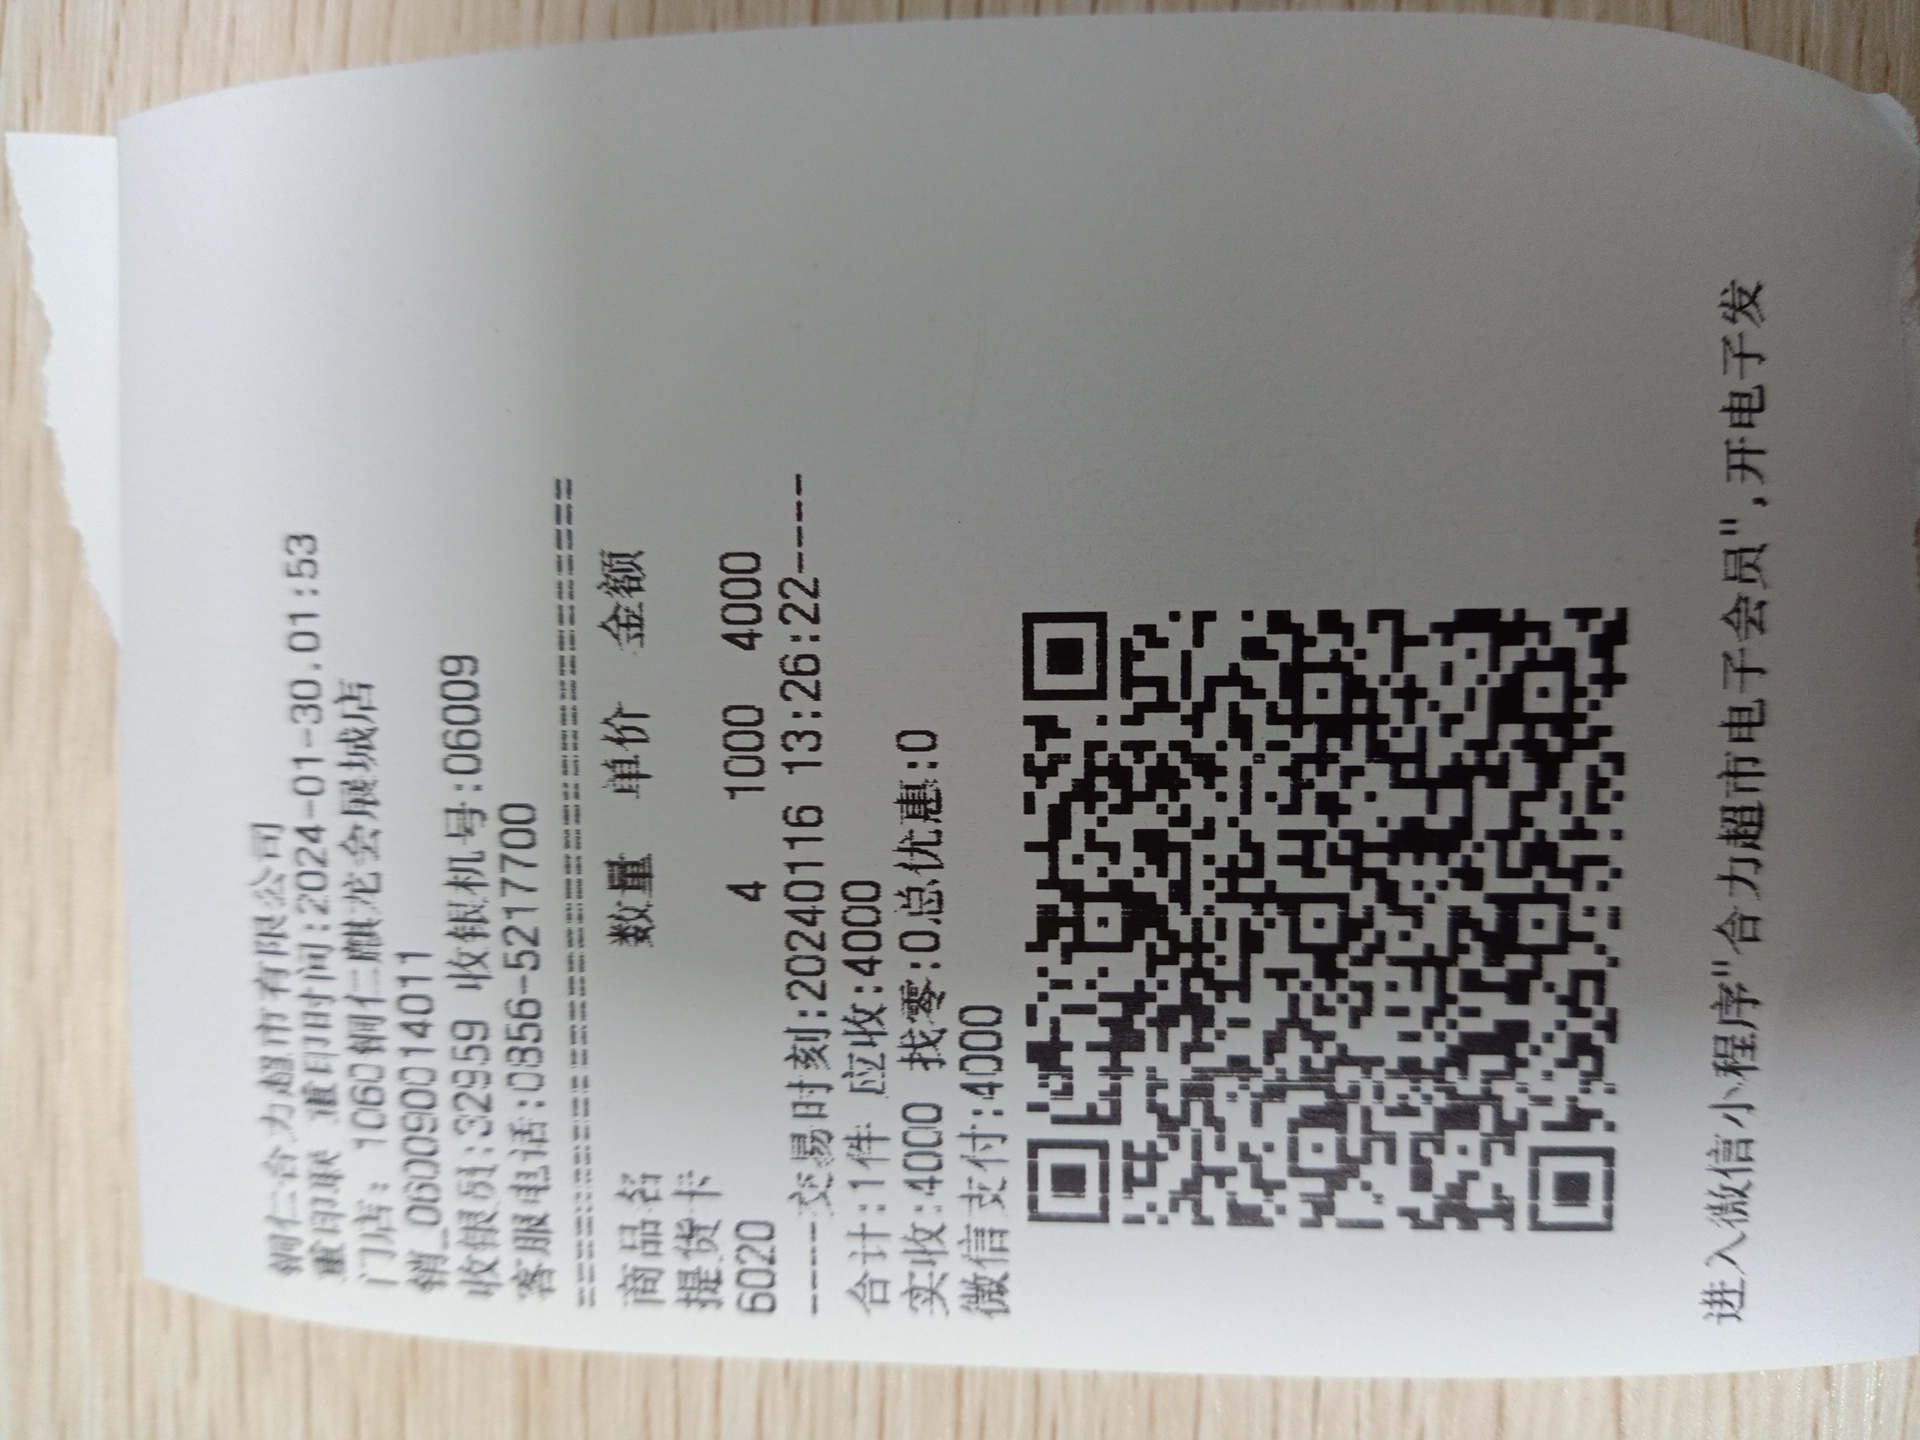 铜仁合力超市有限公司
重印联 重印时间:2024-01-30.01:53
门店: 1060铜仁麒龙会展城店
销_0600900014011
收银员:32959 收银机号:06009
客服电话:0856-5217700
==========================================
商品名 数量 单价 金额
提货卡
6020 4 1000 4000
-----交易时刻:20240116 13:26:22-----
合计:1件 应收:4000
实收:4000 找零:0总优惠:0
微信支付:4000
进入微信小程序"合力超市电子会员",开电子发